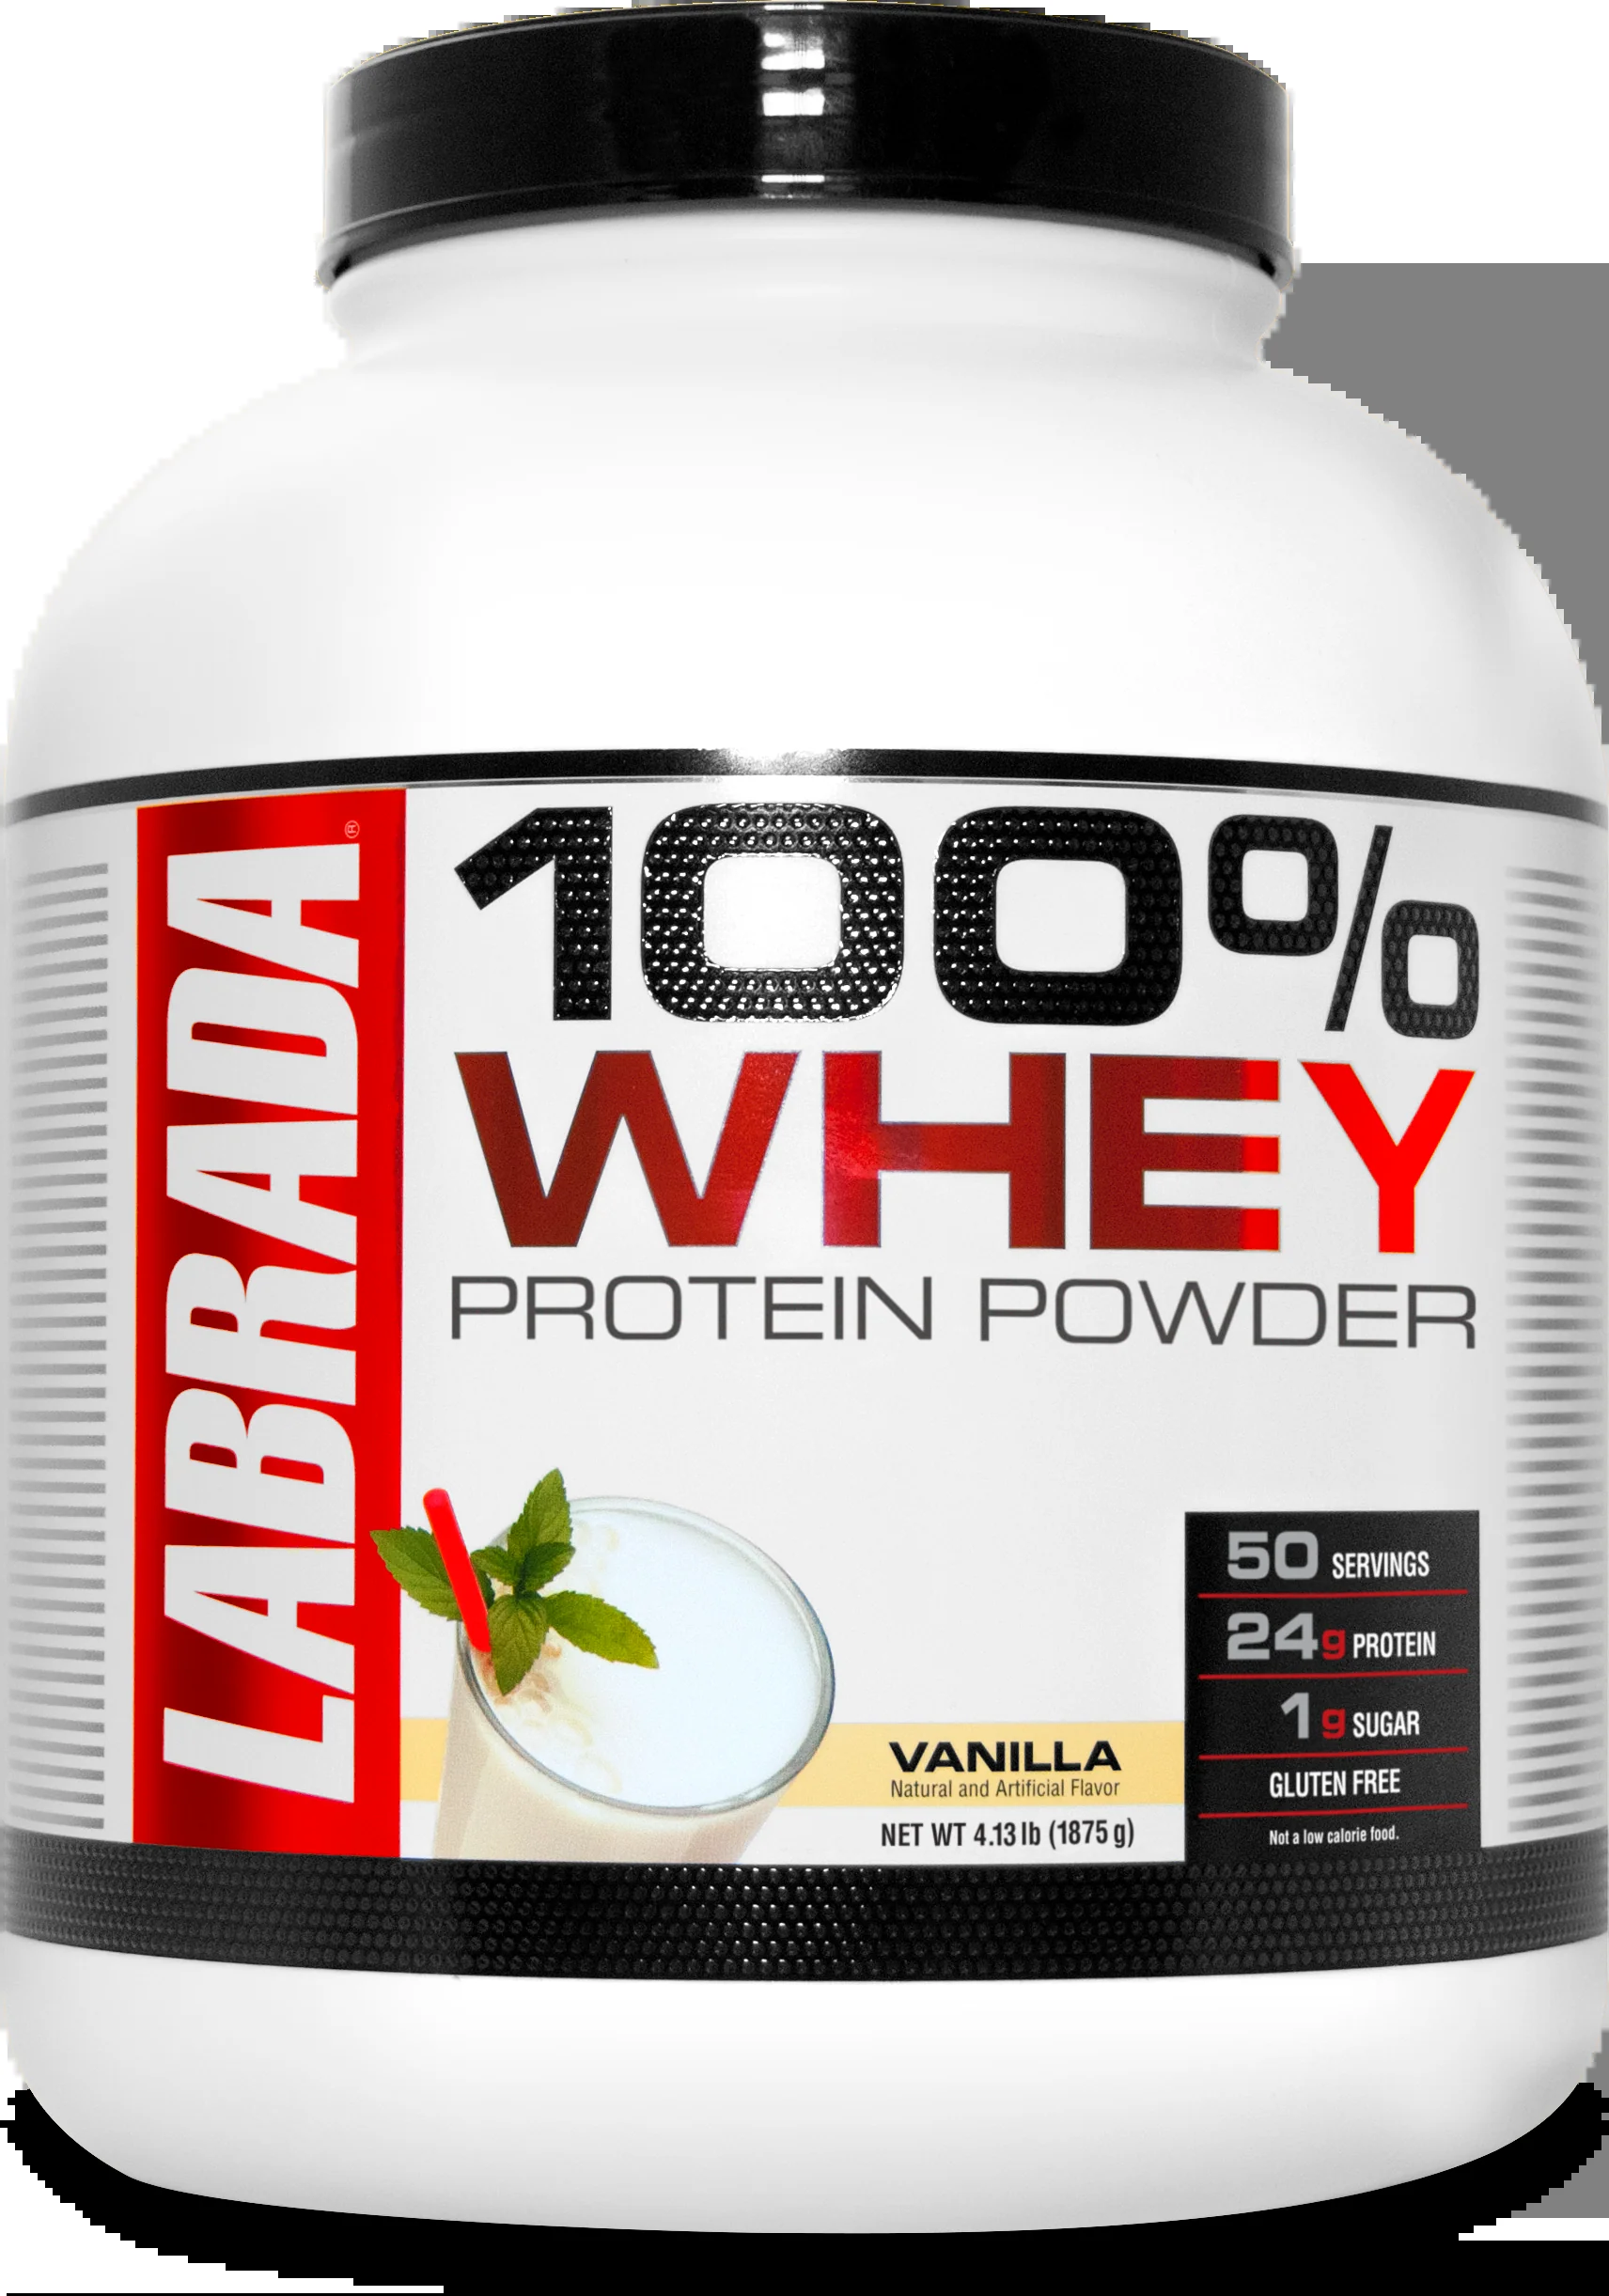 LABRADA®
100%
WHEY
PROTEIN POWDER
50 SERVINGS
24g PROTEIN
1g SUGAR
GLUTEN FREE
Not a low calorie food.
VANILLA
Natural and Artificial Flavor
NET WT 4.13 lb (1875 g)